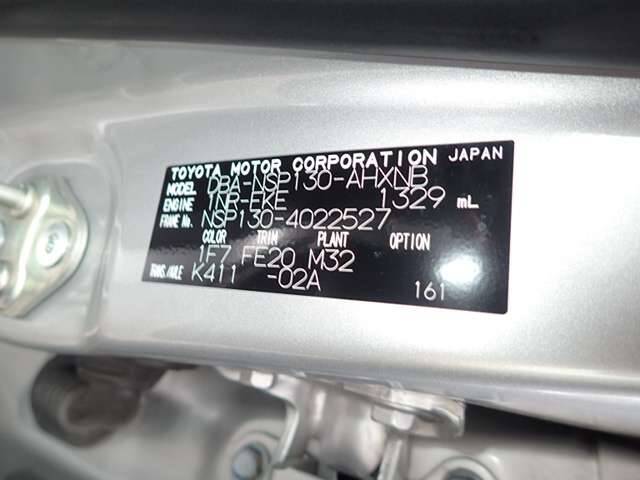 TOYOTA MOTOR CORPORATION JAPAN
MODEL DBA-NSP130-AHXNB
ENGINE 1NR-FKE 1329 mL
FRAME No. NSP130-4022527
COLOR TRIM PLANT OPTION
1F7 FE20 M32
TRANS./AXLE K411 -02A 161